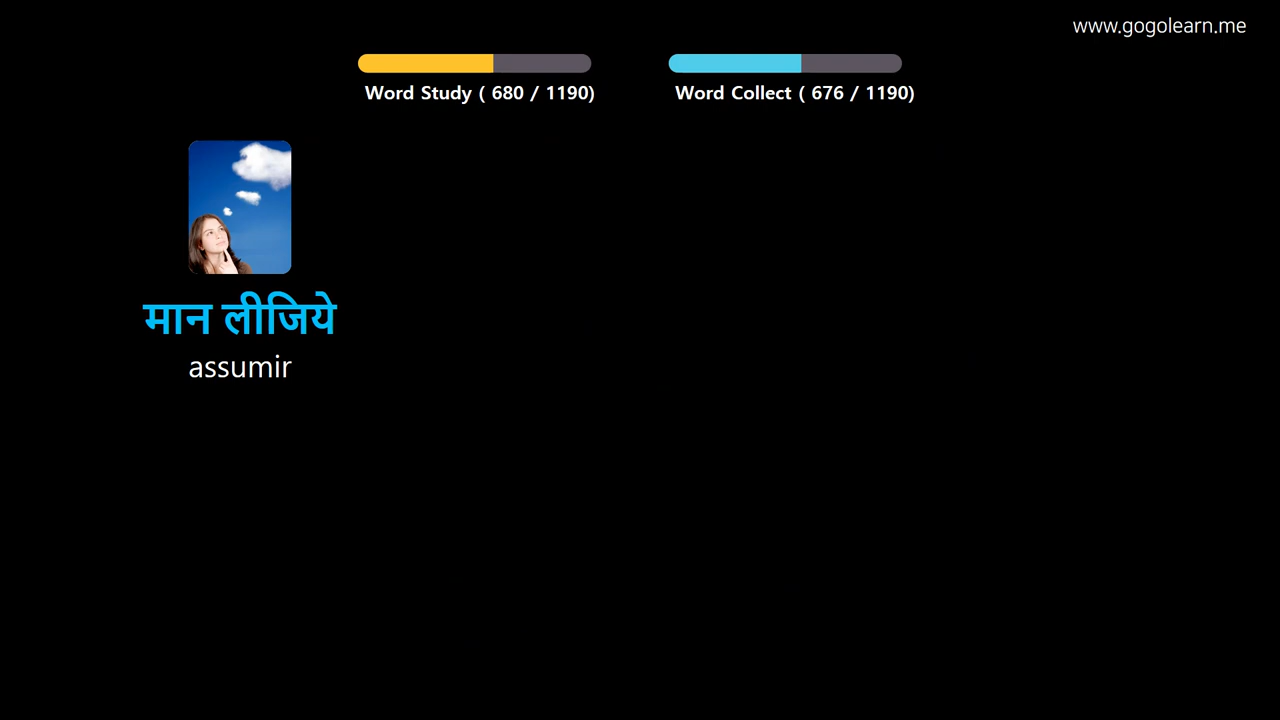 www.gogolearn.me
Word Study ( 680 / 1190)
Word Collect ( 676 / 1190)
मान लीजिये
assumir